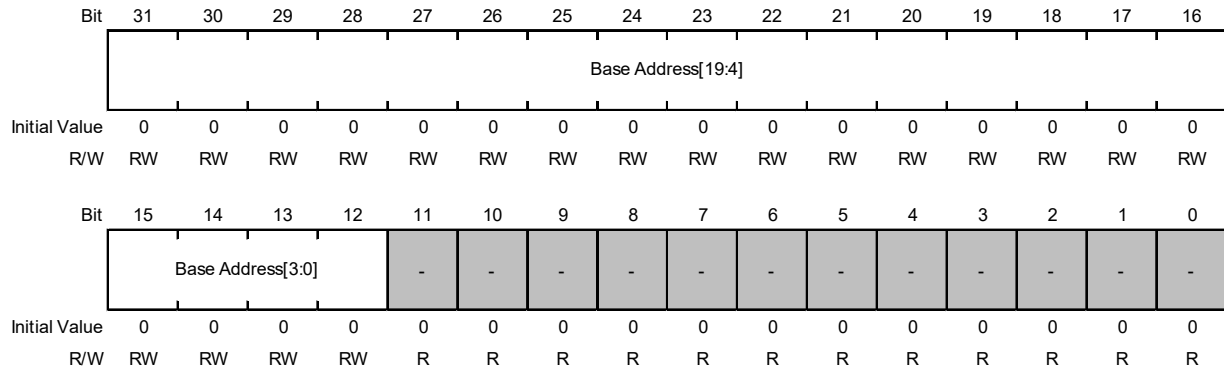 Bit 31 30 29 28 27 26 25 24 23 22 21 20 19 18 17 16
Base Address[19:4]
Initial Value 0 0 0 0 0 0 0 0 0 0 0 0 0 0 0 0
R/W RW RW RW RW RW RW RW RW RW RW RW RW RW RW RW RW
Bit 15 14 13 12 11 10 9 8 7 6 5 4 3 2 1 0
Base Address[3:0] - - - - - - - - - - - -
Initial Value 0 0 0 0 0 0 0 0 0 0 0 0 0 0 0 0
R/W RW RW RW RW R R R R R R R R R R R R